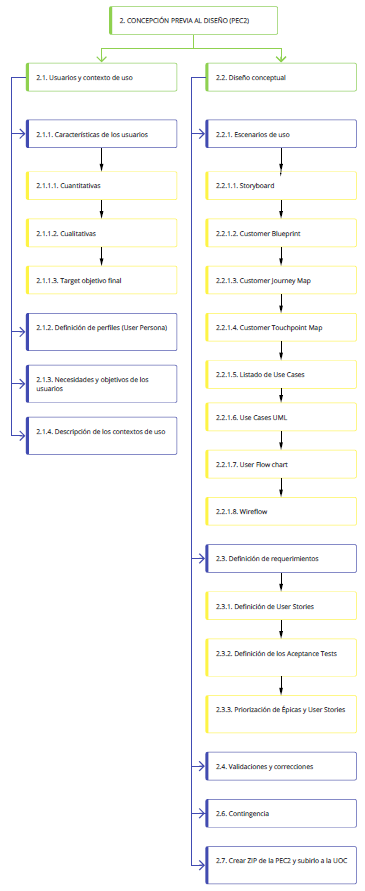 2. CONCEPCIÓN PREVIA AL DISEÑO (PEC2)
2.1. Usuarios y contexto de uso
2.1.1. Características de los usuarios
2.1.1.1. Cuantitativas
2.1.1.2. Cualitativas
2.1.1.3. Target objetivo final
2.1.2. Definición de perfiles (User Persona)
2.1.3. Necesidades y objetivos de los
usuarios
2.1.4. Descripción de los contextos de uso
2.2. Diseño conceptual
2.2.1. Escenarios de uso
2.2.1.1. Storyboard
2.2.1.2. Customer Blueprint
2.2.1.3. Customer Journey Map
2.2.1.4. Customer Touchpoint Map
2.2.1.5. Listado de Use Cases
2.2.1.6. Use Cases UML
2.2.1.7. User Flow chart
2.2.1.8. Wireflow
2.3. Definición de requerimientos
2.3.1. Definición de User Stories
2.3.2. Definición de los Aceptance Tests
2.3.3. Priorización de Épicas y User Stories
2.4. Validaciones y correcciones
2.6. Contingencia
2.7. Crear ZIP de la PEC2 y subirlo a la UOC